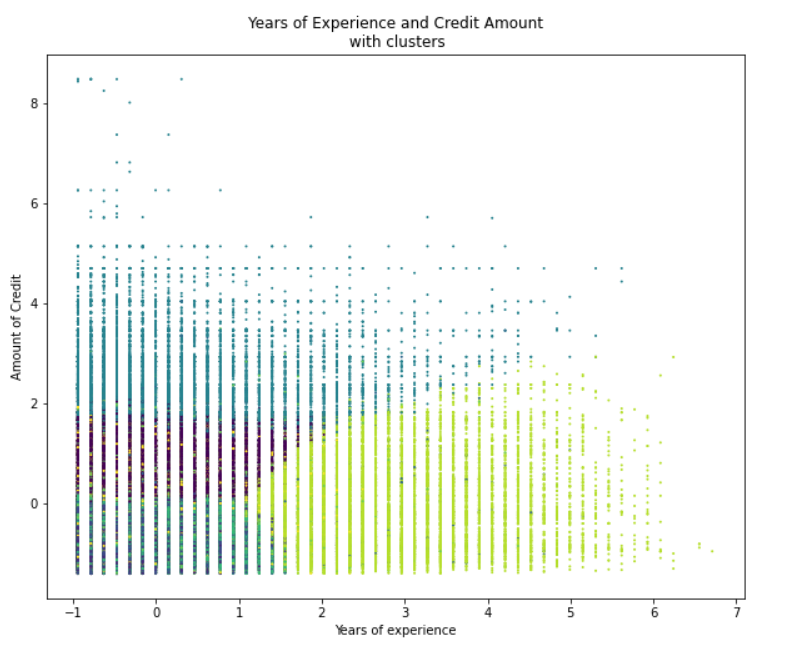 Years of Experience and Credit Amount
with clusters
8
6
4
2
0
Amount of Credit
−1 0 1 2 3 4 5 6 7
Years of experience